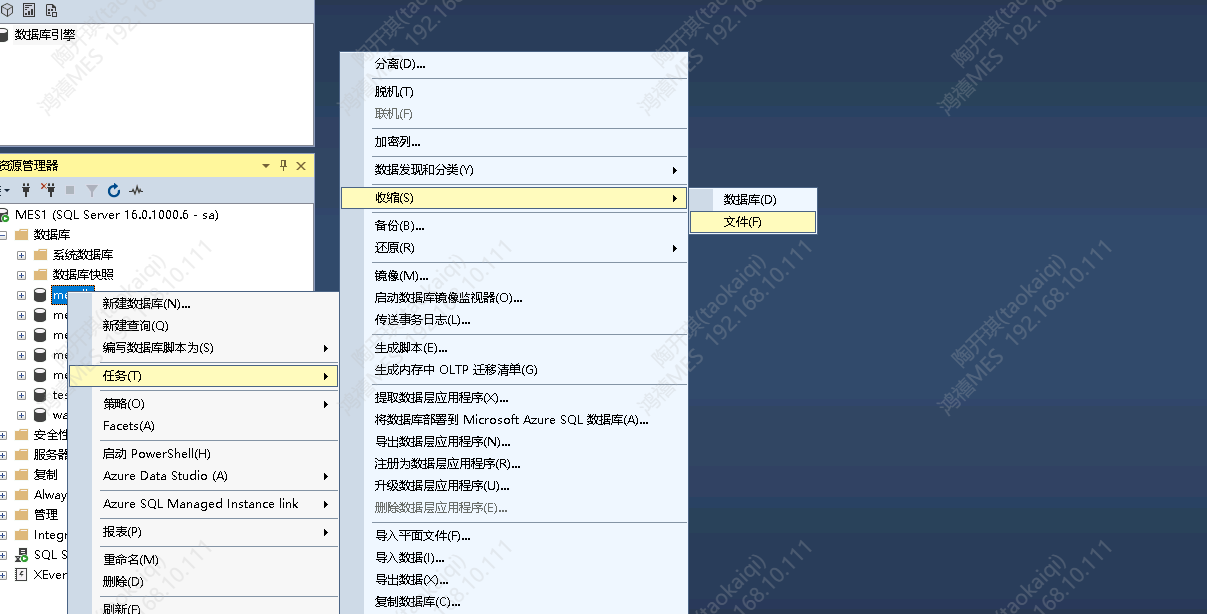 数据库引擎
资源管理器
MES1 (SQL Server 16.0.1000.6 - sa)
数据库
系统数据库
数据库快照
安全性
服务器
复制
Alway
管理
Integr
SQL S
XEver
新建数据库(N)...
新建查询(Q)
编写数据库脚本为(S)
任务(T)
策略(O)
Facets(A)
启动 PowerShell(H)
Azure Data Studio (A)
Azure SQL Managed Instance link
报表(P)
重命名(M)
删除(D)
刷新(F)
分离(D)...
脱机(T)
联机(F)
加密列...
数据发现和分类(Y)
收缩(S)
备份(B)...
还原(R)
镜像(M)...
启动数据库镜像监视器(O)...
传送事务日志(L)...
生成脚本(E)...
生成内存中 OLTP 迁移清单(G)
提取数据层应用程序(X)...
将数据库部署到 Microsoft Azure SQL 数据库(A)...
导出数据层应用程序(N)...
注册为数据层应用程序(R)...
升级数据层应用程序(U)...
删除数据层应用程序(E)...
导入平面文件(F)...
导入数据(I)...
导出数据(X)...
复制数据库(C)...
数据库(D)
文件(F)
陶开琪(taokaiqi)
鸿禧MES 192.168.10.111